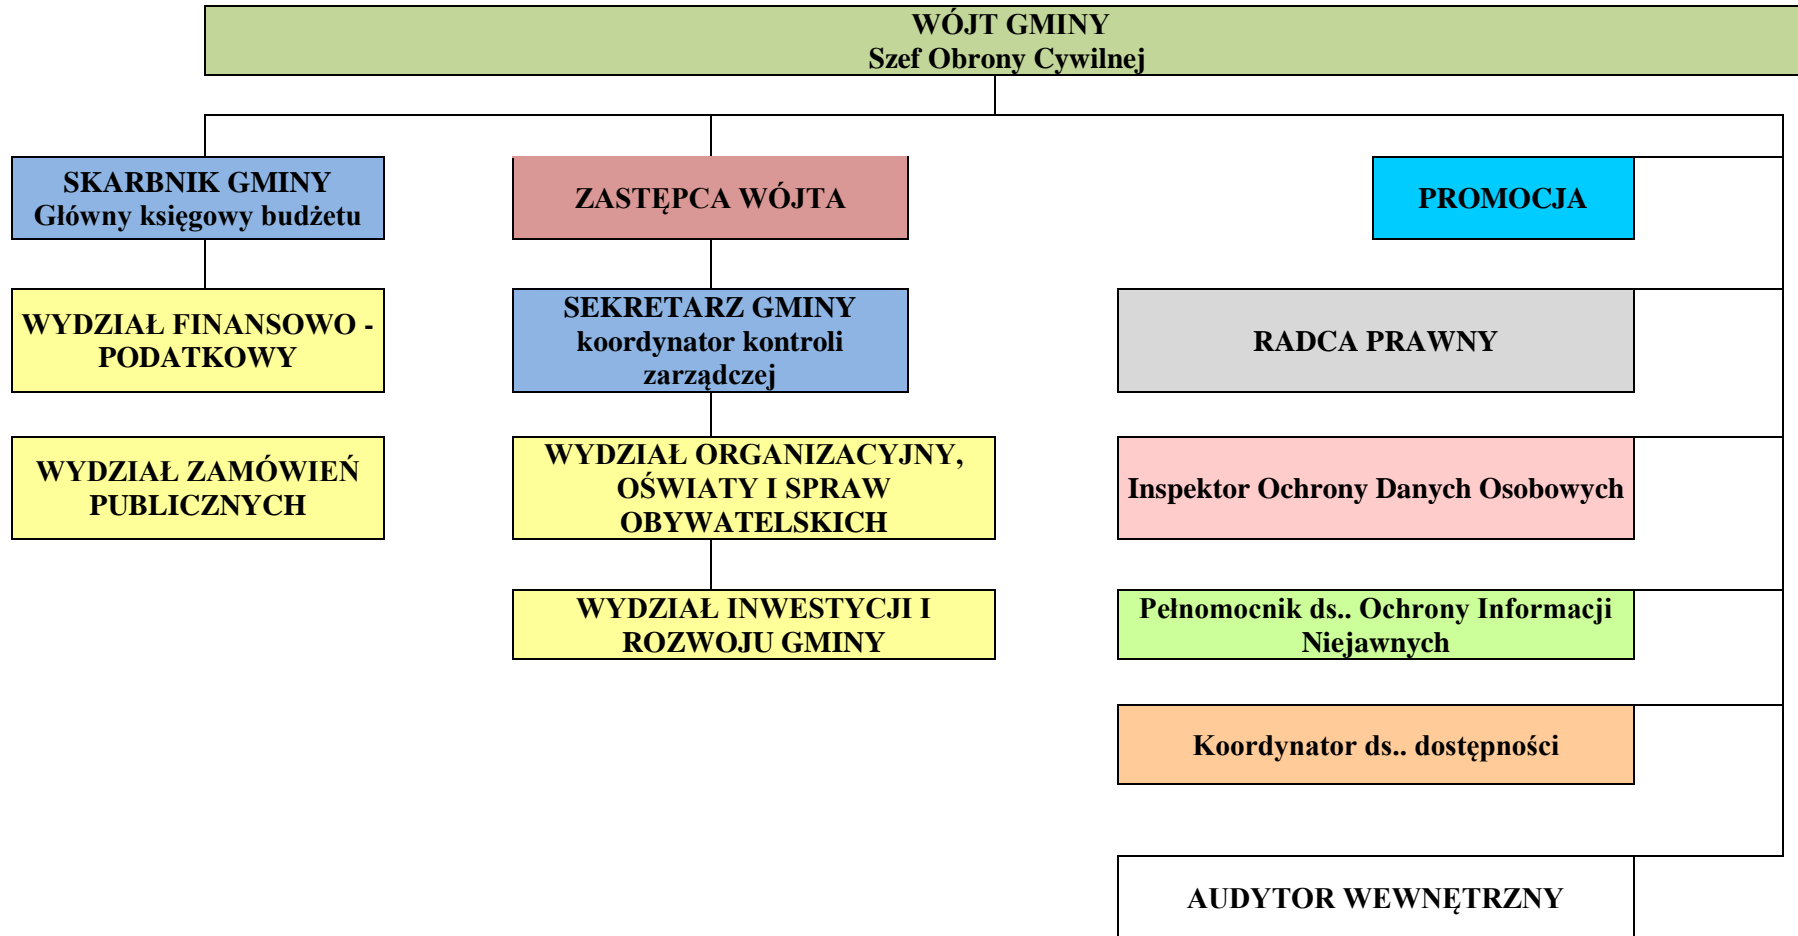 WÓJT GMINY
Szef Obrony Cywilnej
SKARBNIK GMINY
Główny księgowy budżetu
ZASTĘPCA WÓJTA
PROMOCJA
WYDZIAŁ FINANSOWO -
PODATKOWY
SEKRETARZ GMINY
koordynator kontroli
zarządczej
RADCA PRAWNY
WYDZIAŁ ZAMÓWIEŃ
PUBLICZNYCH
WYDZIAŁ ORGANIZACYJNY,
OŚWIATY I SPRAW
OBYWATELSKICH
Inspektor Ochrony Danych Osobowych
WYDZIAŁ INWESTYCJI I
ROZWOJU GMINY
Pełnomocnik ds.. Ochrony Informacji
Niejawnych
Koordynator ds.. dostępności
AUDYTOR WEWNĘTRZNY